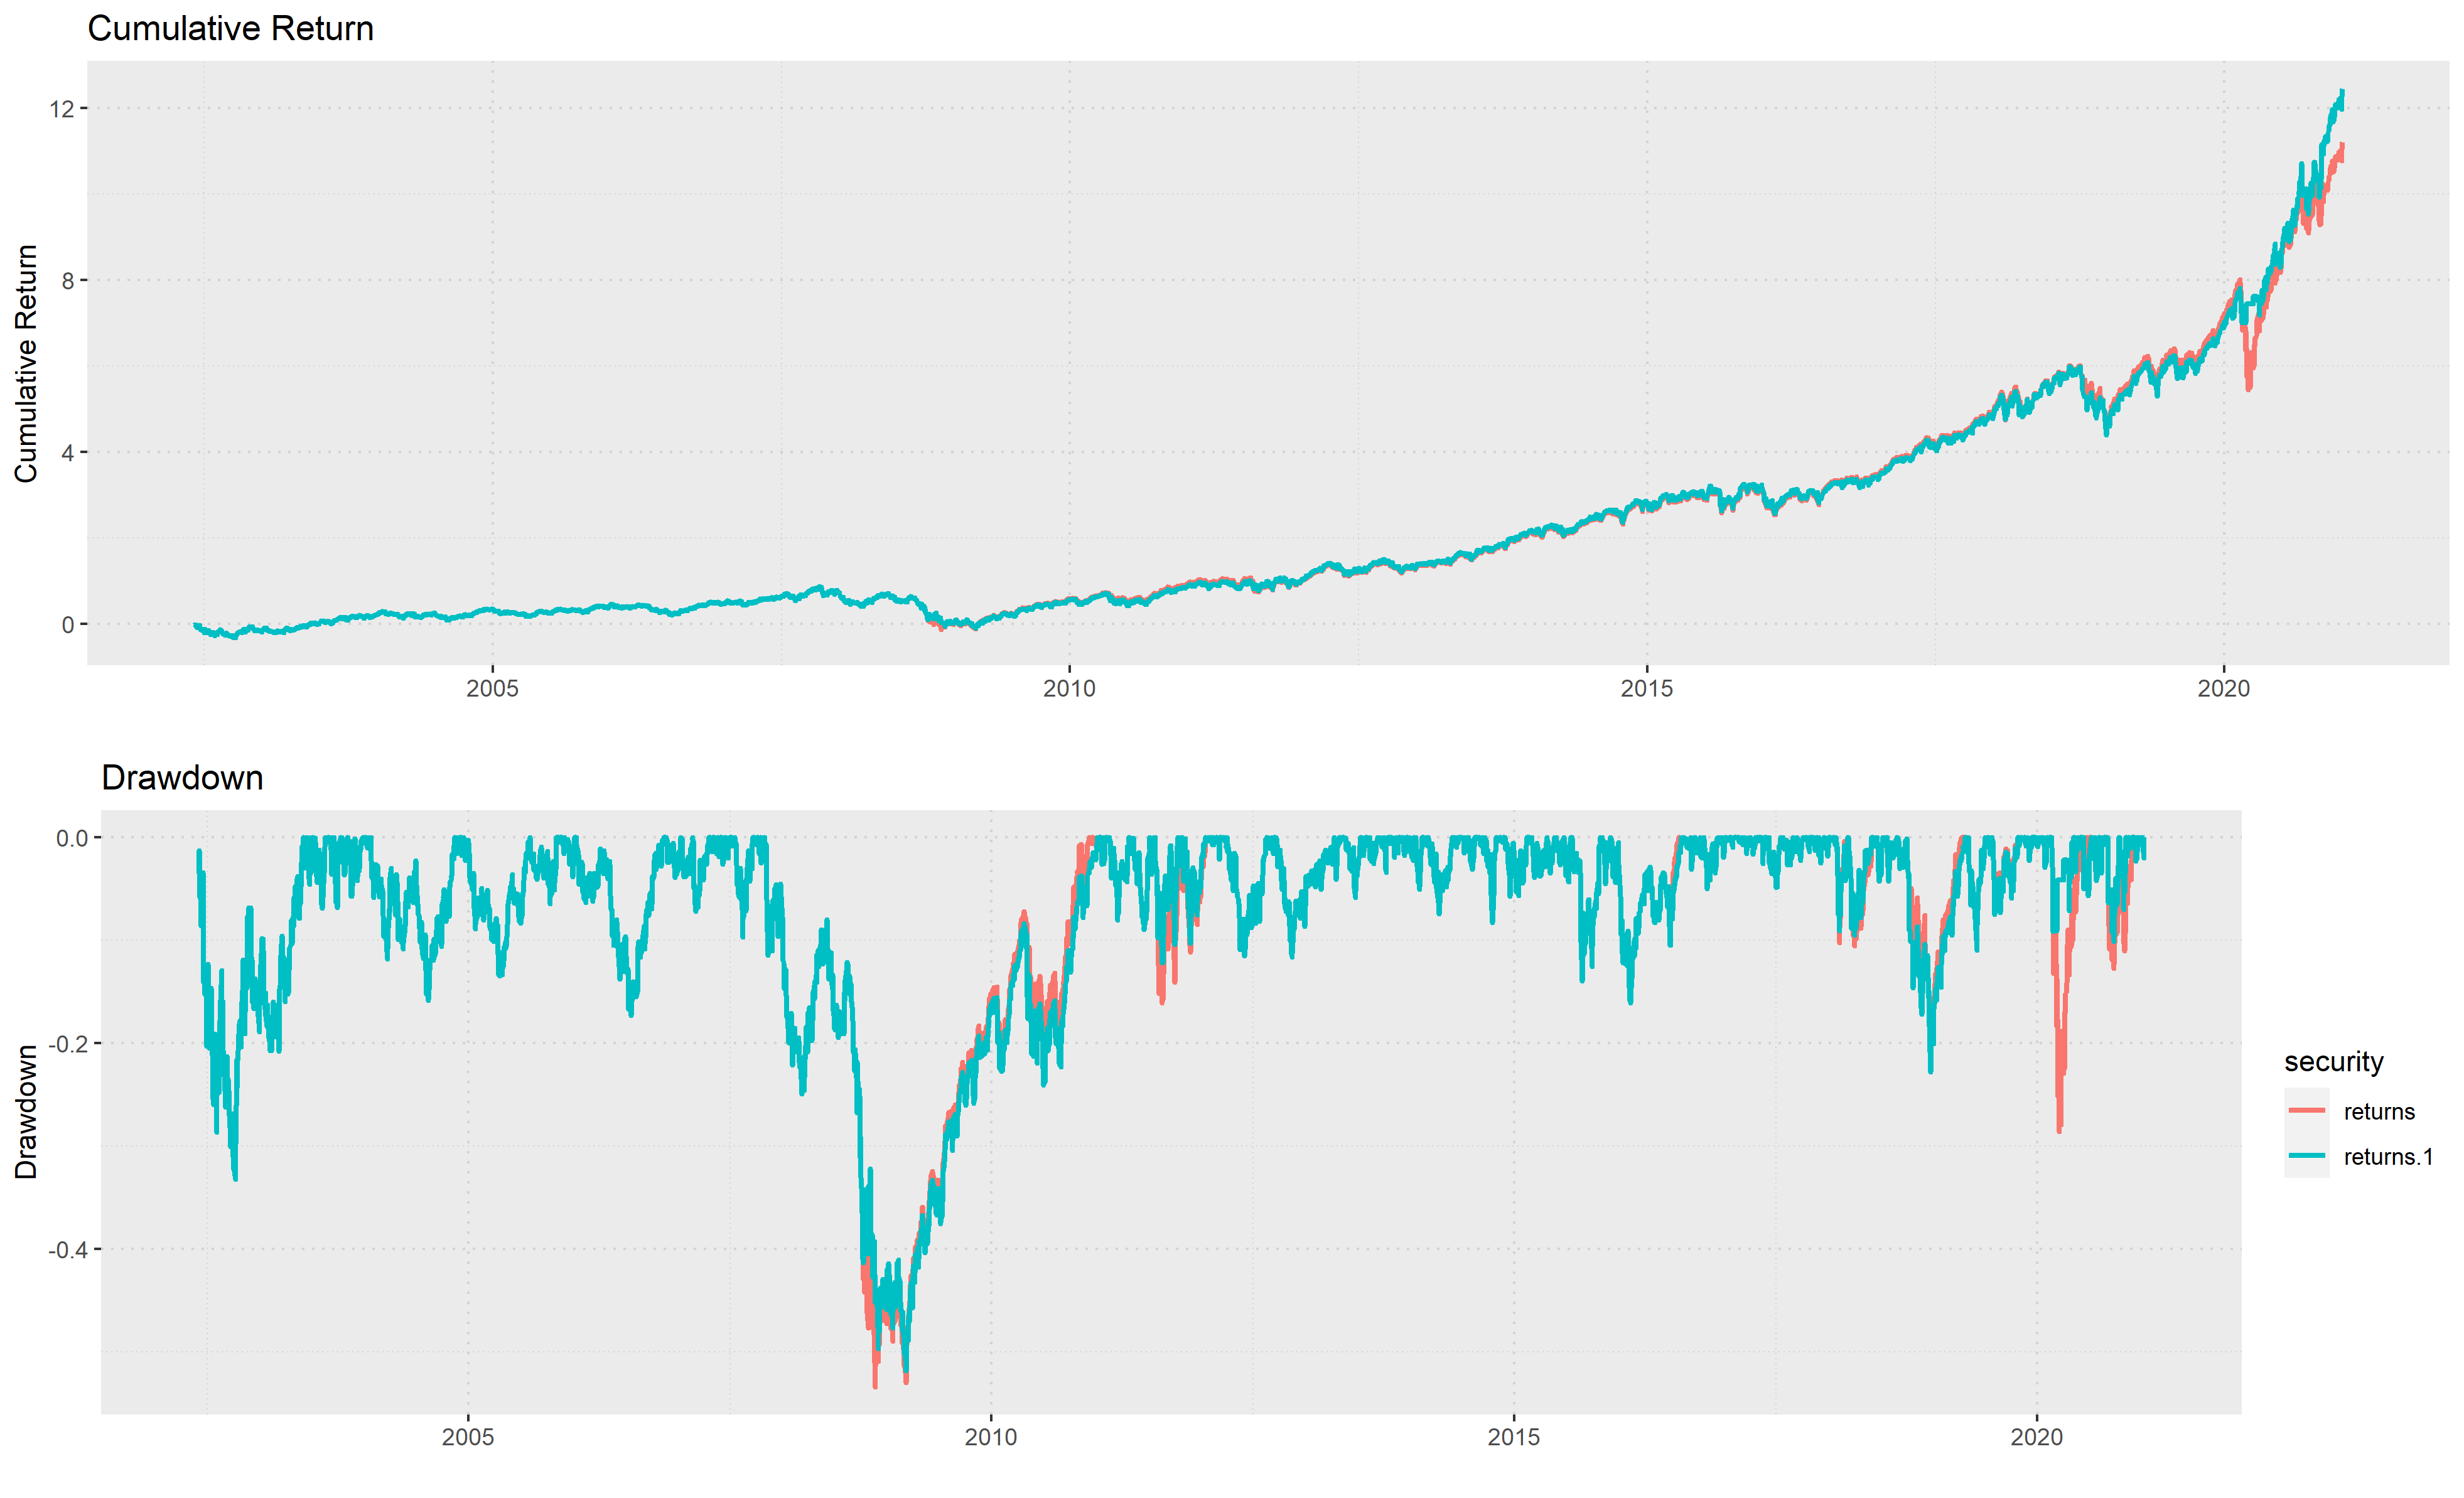 Cumulative Return
Cumulative Return
12
8
4
0
2005 2010 2015 2020
Drawdown
Drawdown
0.0
-0.2
-0.4
2005 2010 2015 2020
security
returns
returns.1